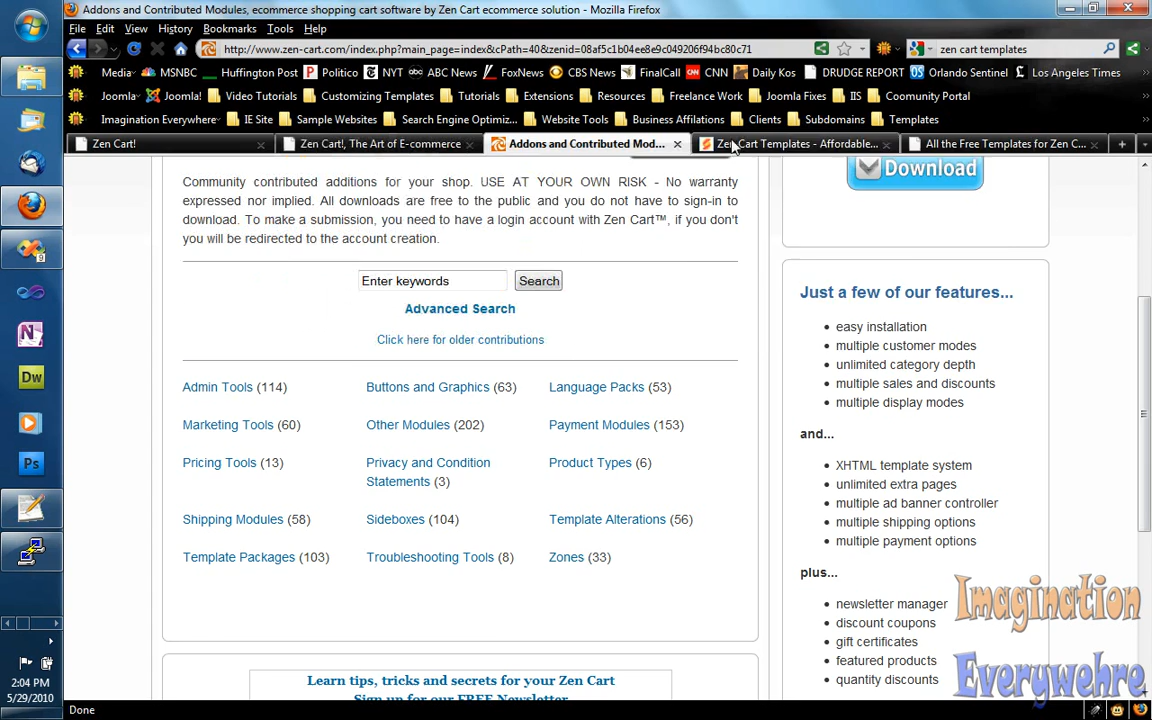 Addons and Contributed Modules, ecommerce shopping cart software by Zen Cart ecommerce solution - Mozilla Firefox
File Edit View History Bookmarks Tools Help
http://www.zen-cart.com/index.php?main_page=index&cPath=40&zenid=08af5c1b04ee8e9c049206f94bc80c71
zen cart templates
Media MSNBC Huffington Post Politico NYT ABC News FoxNews CBS News FinalCall CNN Daily Kos DRUDGE REPORT Orlando Sentinel Los Angeles Times
Joomla Joomla! Video Tutorials Customizing Templates Tutorials Extensions Resources Freelance Work Joomla Fixes IIS Coomunity Portal
Imagination Everywhere IE Site Sample Websites Search Engine Optimiz... Website Tools Business Affilations Clients Subdomains Templates
Zen Cart! Zen Cart!, The Art of E-commerce Addons and Contributed Mod... Zen Cart Templates - Affordable... All the Free Templates for Zen C...
Community contributed additions for your shop. USE AT YOUR OWN RISK - No warranty
expressed nor implied. All downloads are free to the public and you do not have to sign-in to
download. To make a submission, you need to have a login account with Zen Cart™, if you don't
you will be redirected to the account creation.
Enter keywords Search
Advanced Search
Click here for older contributions
Admin Tools (114) Buttons and Graphics (63) Language Packs (53)
Marketing Tools (60) Other Modules (202) Payment Modules (153)
Pricing Tools (13) Privacy and Condition Statements (3) Product Types (6)
Shipping Modules (58) Sideboxes (104) Template Alterations (56)
Template Packages (103) Troubleshooting Tools (8) Zones (33)
Learn tips, tricks and secrets for your Zen Cart
Sign up for our FREE Newsletter
Download
Just a few of our features...
easy installation
multiple customer modes
unlimited category depth
multiple sales and discounts
multiple display modes
and...
XHTML template system
unlimited extra pages
multiple ad banner controller
multiple shipping options
multiple payment options
plus...
newsletter manager
discount coupons
gift certificates
featured products
quantity discounts
Imagination
Everywehre
Dw
Ps
2:04 PM
5/29/2010
Done